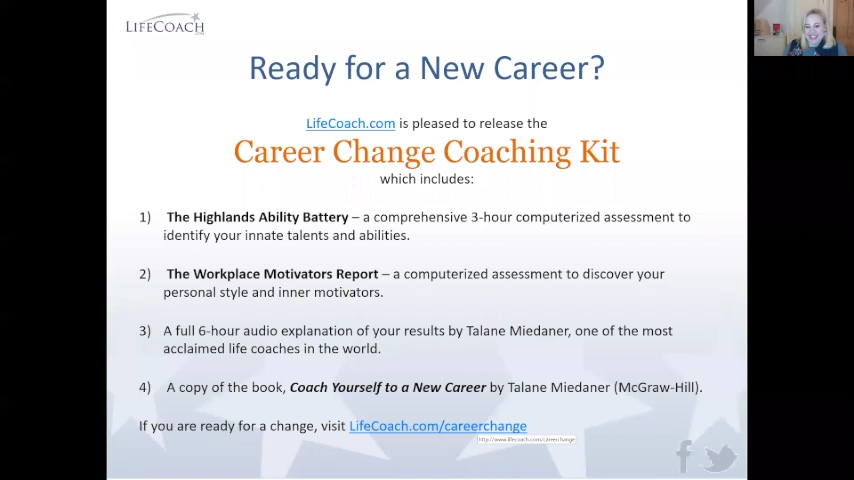 LIFECOACH
Ready for a New Career?
LifeCoach.com is pleased to release the
Career Change Coaching Kit
which includes:
1) The Highlands Ability Battery – a comprehensive 3-hour computerized assessment to
identify your innate talents and abilities.
2) The Workplace Motivators Report – a computerized assessment to discover your
personal style and inner motivators.
3) A full 6-hour audio explanation of your results by Talane Miedaner, one of the most
acclaimed life coaches in the world.
4) A copy of the book, Coach Yourself to a New Career by Talane Miedaner (McGraw-Hill).
If you are ready for a change, visit LifeCoach.com/careerchange
http://www.lifecoach.com/careerchange